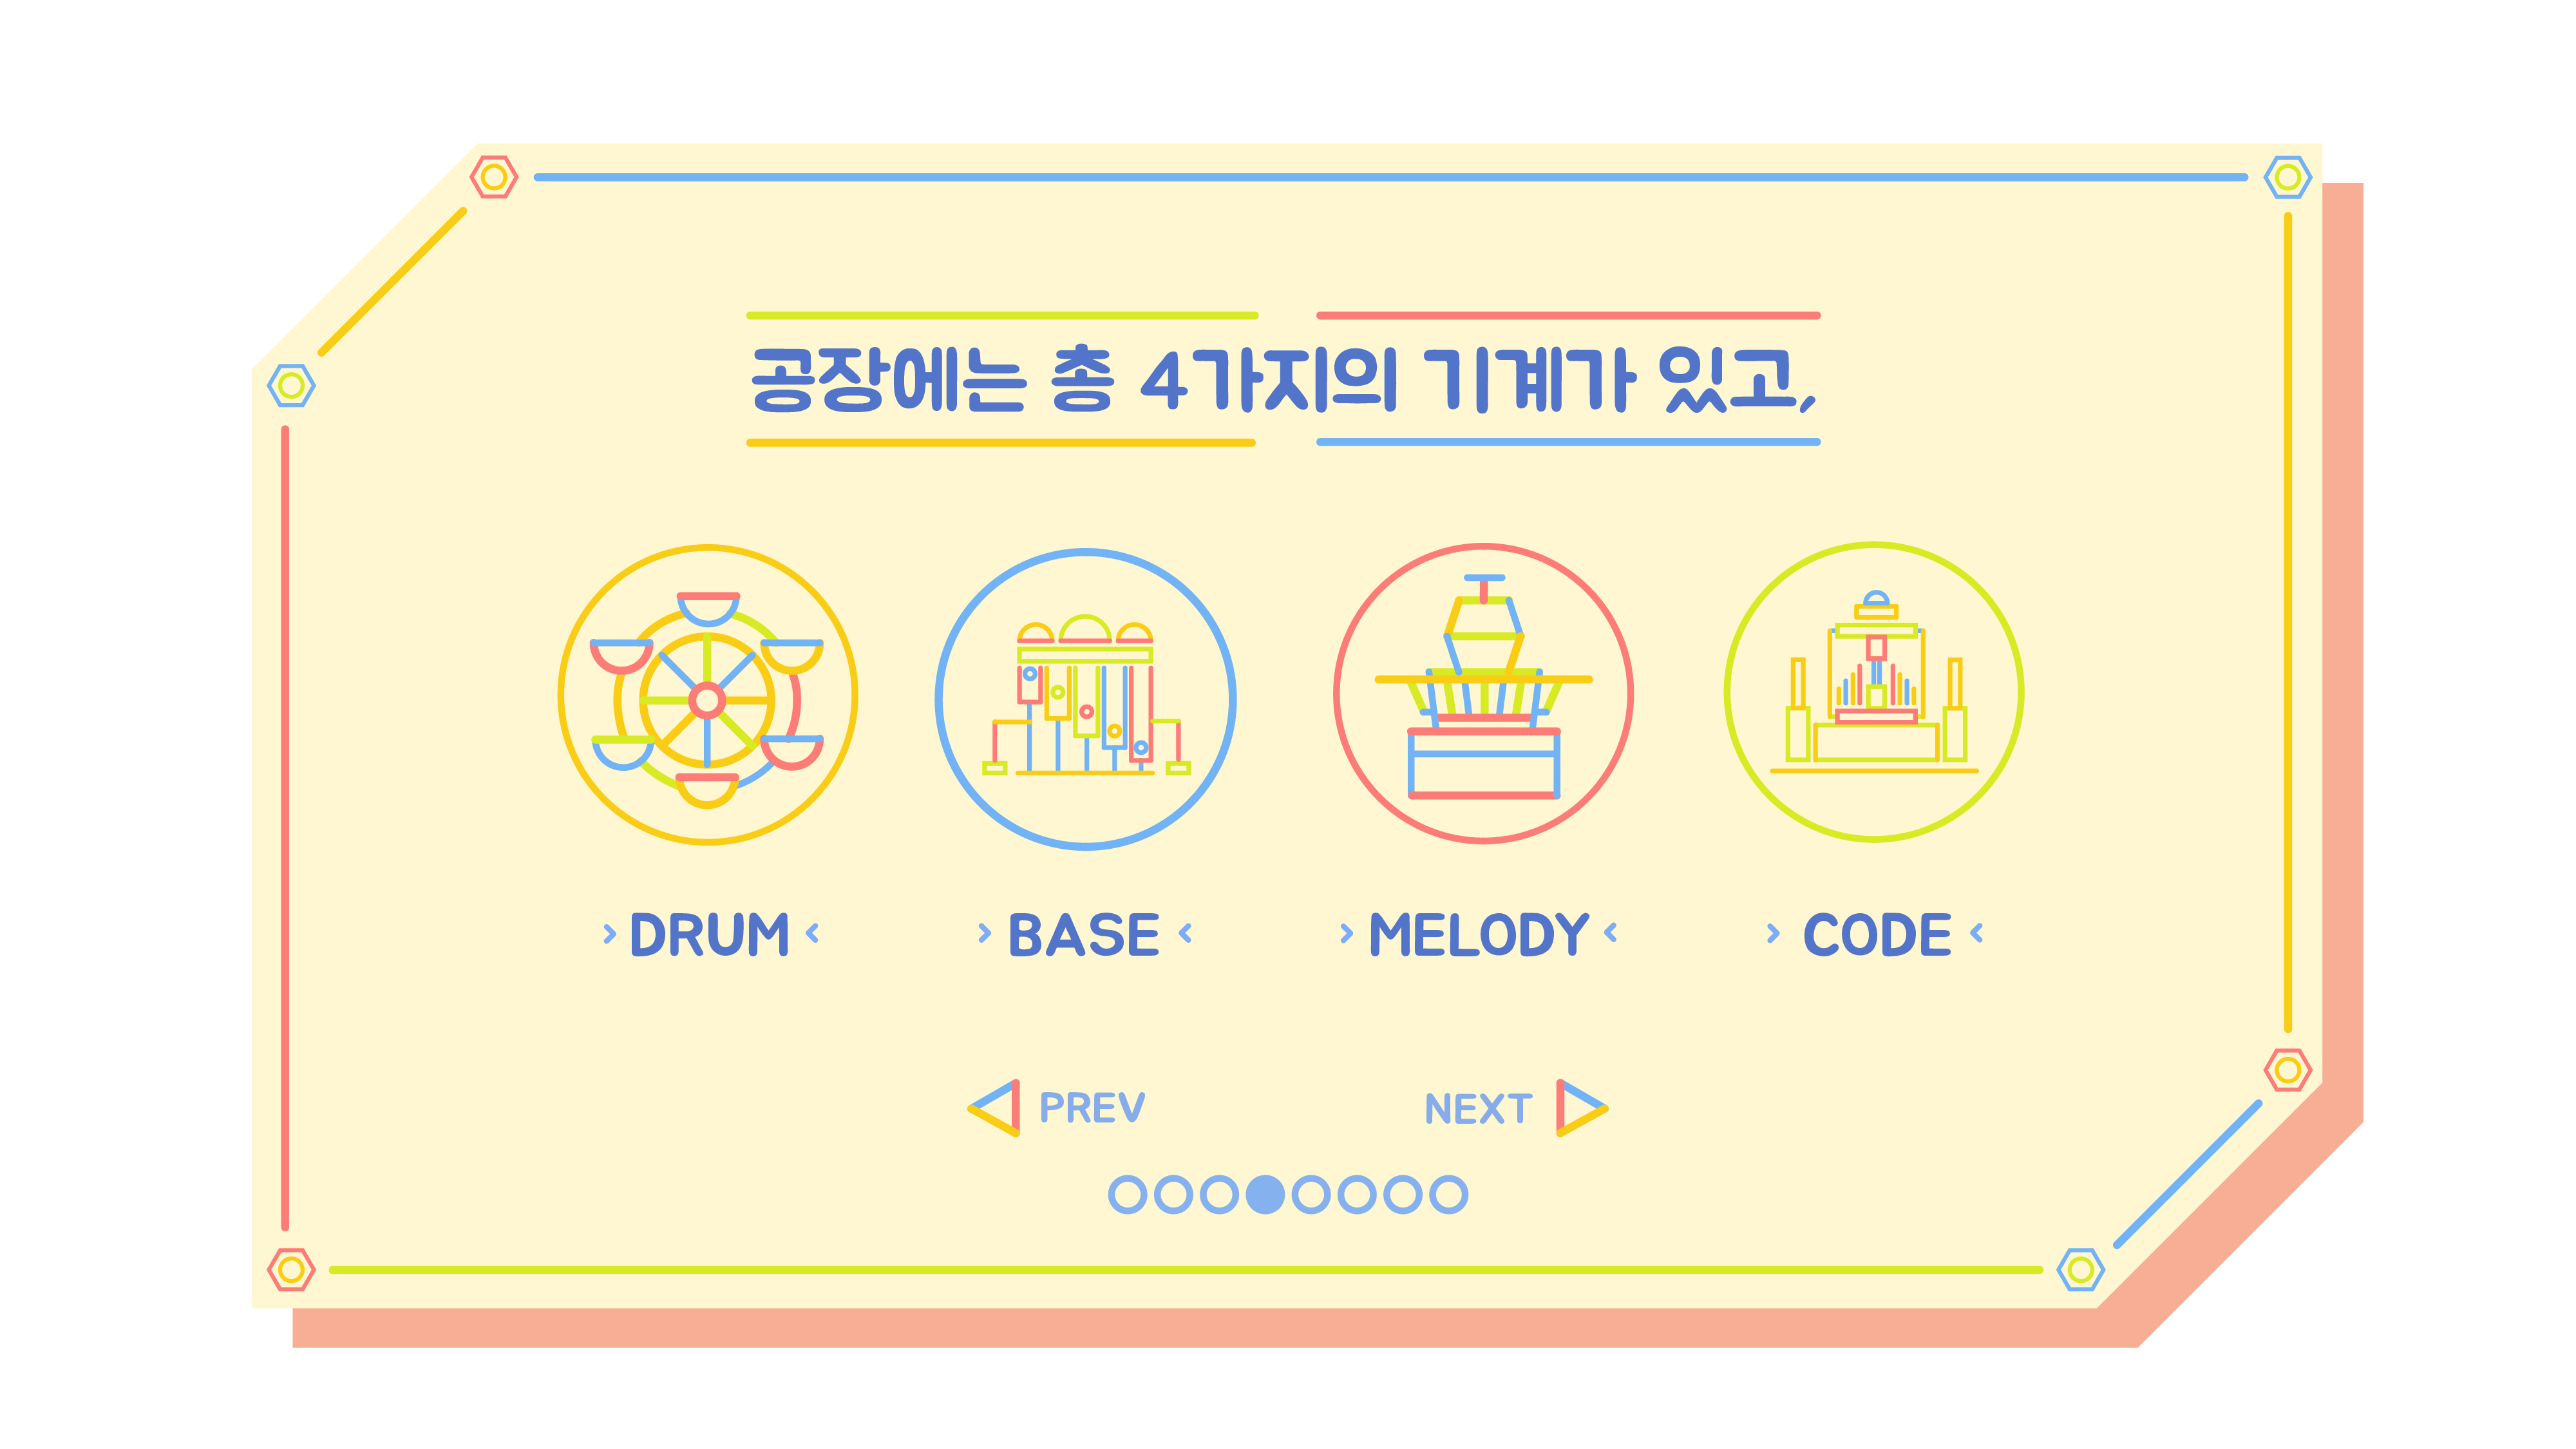 공장에는 총 4가지의 기계가 있고,
› DRUM ‹ › BASE ‹ › MELODY ‹ › CODE ‹
PREV NEXT